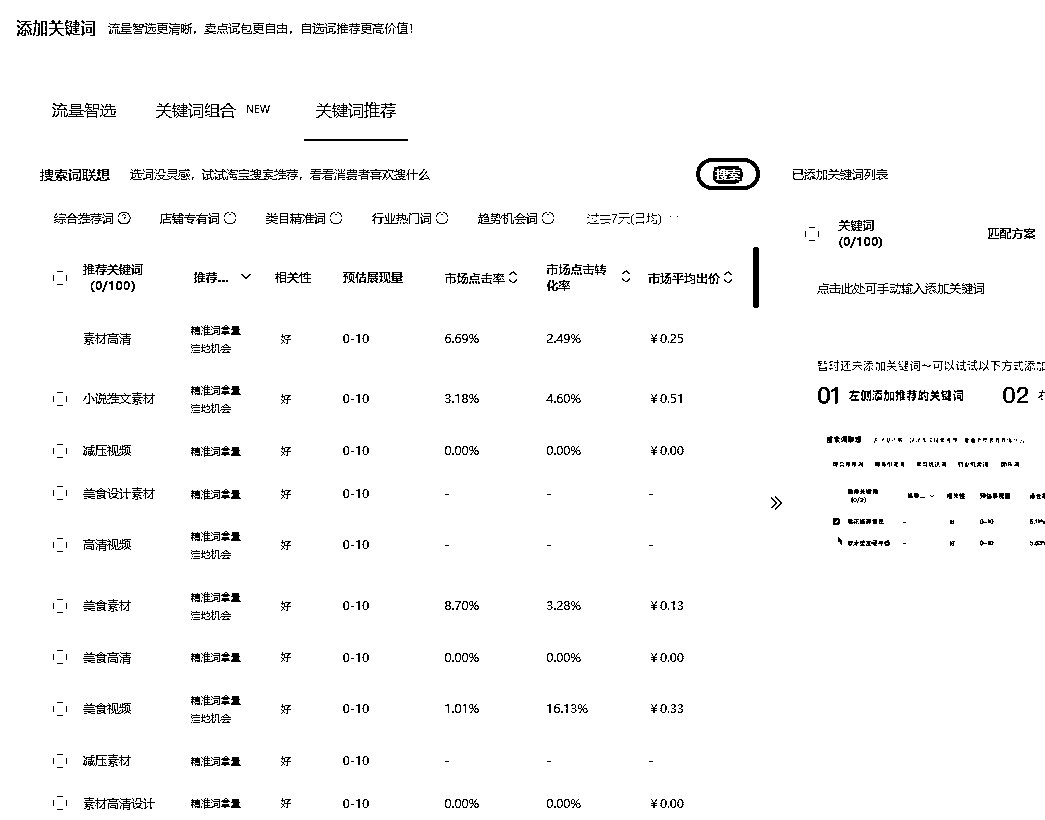 添加关键词 流量智选更清晰，卖点词包更自由，自选词推荐更高价值！
流量智选 关键词组合 NEW 关键词推荐
搜索词联想 选词没灵感，试试淘宝搜索推荐，看看消费者喜欢搜什么 搜索
综合推荐词 店铺专有词 类目精准词 行业热门词 趋势机会词 过去7天(日均)
推荐关键词 (0/100) 推荐... 相关性 预估展现量 市场点击率 市场点击转化率 市场平均出价
素材高清 精准词拿量 蓝海机会 好 0-10 6.69% 2.49% ¥0.25
小说推文素材 精准词拿量 蓝海机会 好 0-10 3.18% 4.60% ¥0.51
减压视频 精准词拿量 好 0-10 0.00% 0.00% ¥0.00
美食设计素材 精准词拿量 好 0-10 - - -
高清视频 精准词拿量 蓝海机会 好 0-10 - - -
美食素材 精准词拿量 蓝海机会 好 0-10 8.70% 3.28% ¥0.13
美食高清 精准词拿量 好 0-10 0.00% 0.00% ¥0.00
美食视频 精准词拿量 蓝海机会 好 0-10 1.01% 16.13% ¥0.33
减压素材 精准词拿量 好 0-10 - - -
素材高清设计 精准词拿量 好 0-10 0.00% 0.00% ¥0.00
已添加关键词列表
关键词 (0/100) 匹配方案
点击此处可手动输入添加关键词
暂时还未添加关键词~可以试试以下方式添加
01 左侧添加推荐的关键词 02
搜索词联想